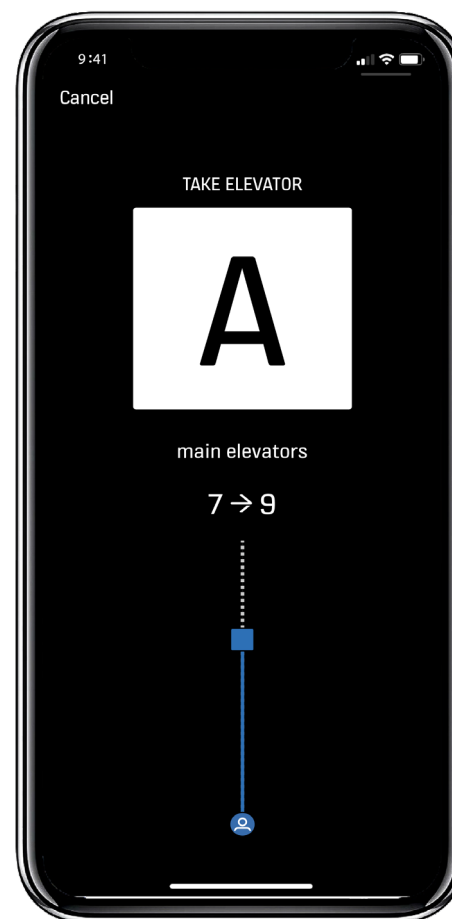 9:41
Cancel
TAKE ELEVATOR
A
main elevators
7 → 9